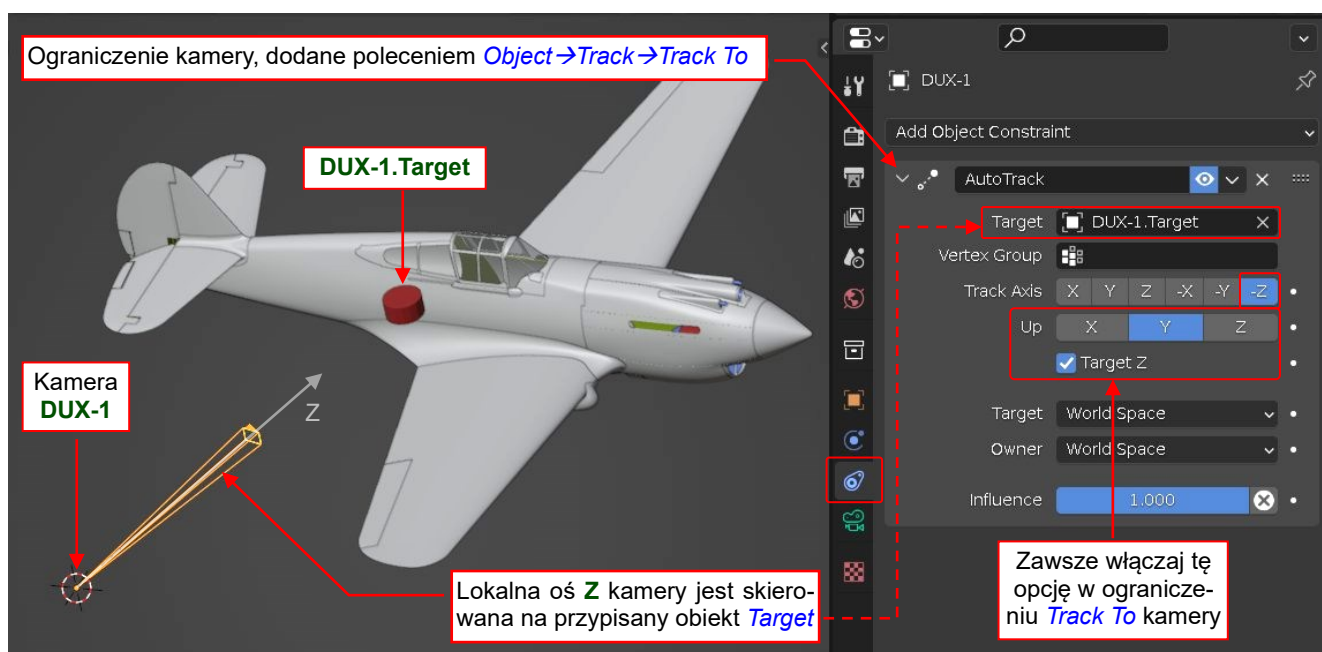 Ograniczenie kamery, dodane poleceniem Object→Track→Track To
DUX-1.Target
Kamera
DUX-1
Z
Lokalna oś Z kamery jest skiero-
wana na przypisany obiekt Target
DUX-1
Add Object Constraint
AutoTrack
Target DUX-1.Target
Vertex Group
Track Axis X Y Z -X -Y -Z
Up X Y Z
Target Z
Target World Space
Owner World Space
Influence 1.000
Zawsze włączaj tę
opcję w ogranicze-
niu Track To kamery